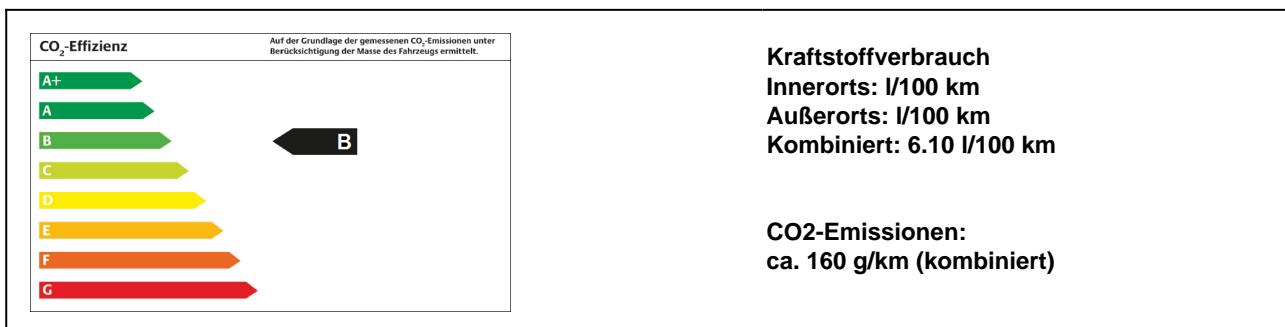 CO2-Effizienz
Auf der Grundlage der gemessenen CO2-Emissionen unter
Berücksichtigung der Masse des Fahrzeugs ermittelt.
A+
A
B
B
C
D
E
F
G
Kraftstoffverbrauch
Innerorts: l/100 km
Außerorts: l/100 km
Kombiniert: 6.10 l/100 km
CO2-Emissionen:
ca. 160 g/km (kombiniert)